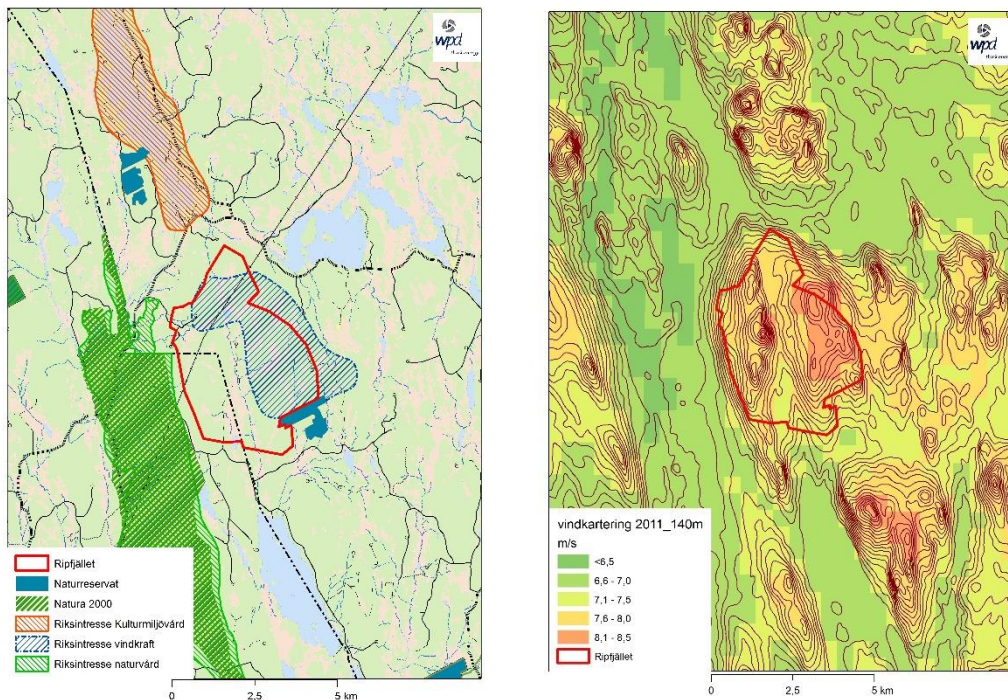 wpd
Ripfjället
Naturreservat
Natura 2000
Riksintresse Kulturmiljövård
Riksintresse vindkraft
Riksintresse naturvård
0 2,5 5 km
wpd
vindkartering 2011_140m
m/s
<6,5
6,6 - 7,0
7,1 - 7,5
7,6 - 8,0
8,1 - 8,5
Ripfjället
0 2,5 5 km